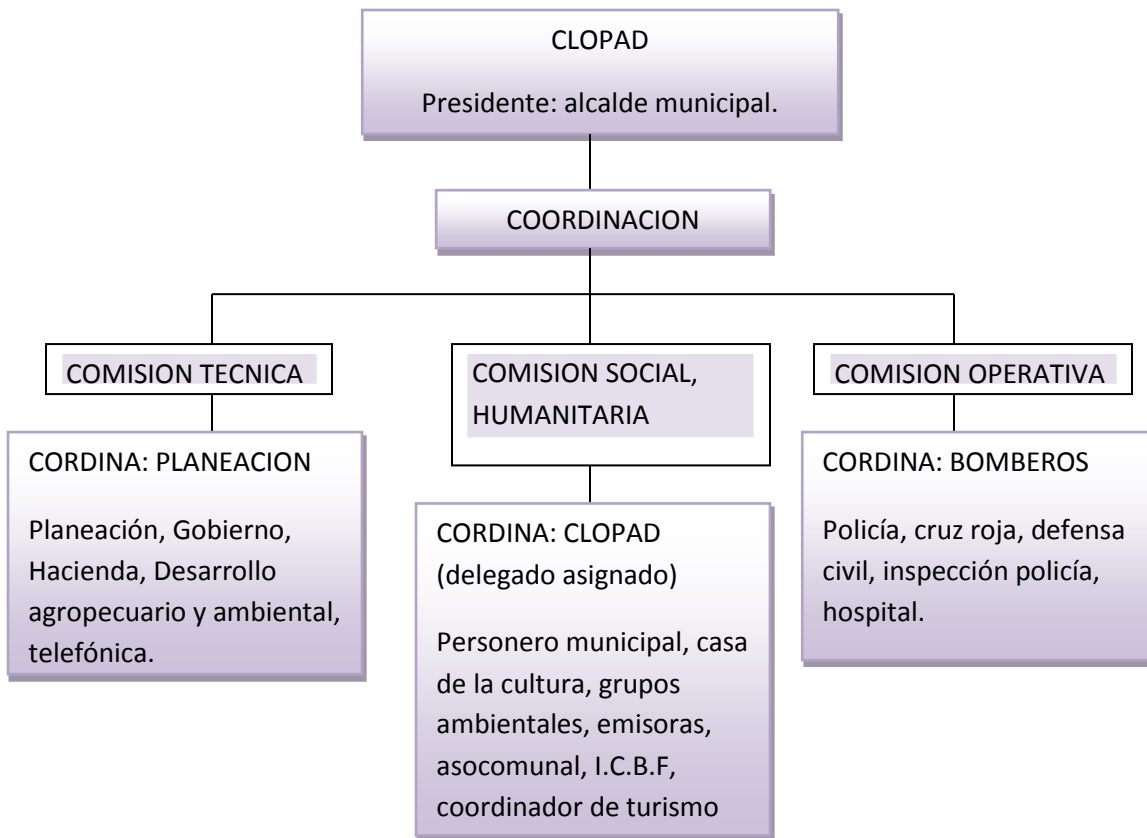 CLOPAD
Presidente: alcalde municipal.
COORDINACION
COMISION TECNICA
CORDINA: PLANEACION
Planeación, Gobierno,
Hacienda, Desarrollo
agropecuario y ambiental,
telefónica.
COMISION SOCIAL,
HUMANITARIA
CORDINA: CLOPAD
(delegado asignado)
Personero municipal, casa
de la cultura, grupos
ambientales, emisoras,
asocomunal, I.C.B.F,
coordinador de turismo
COMISION OPERATIVA
CORDINA: BOMBEROS
Policía, cruz roja, defensa
civil, inspección policía,
hospital.